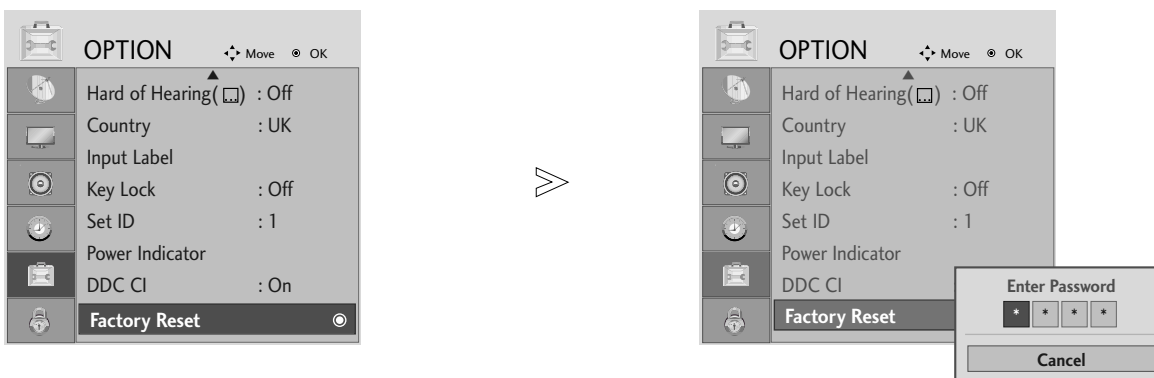 OPTION Move OK
Hard of Hearing( ... ) : Off
Country : UK
Input Label
Key Lock : Off
Set ID : 1
Power Indicator
DDC CI : On
Factory Reset
OPTION Move OK
Hard of Hearing( ... ) : Off
Country : UK
Input Label
Key Lock : Off
Set ID : 1
Power Indicator
DDC CI
Factory Reset
Enter Password
* * * *
Cancel